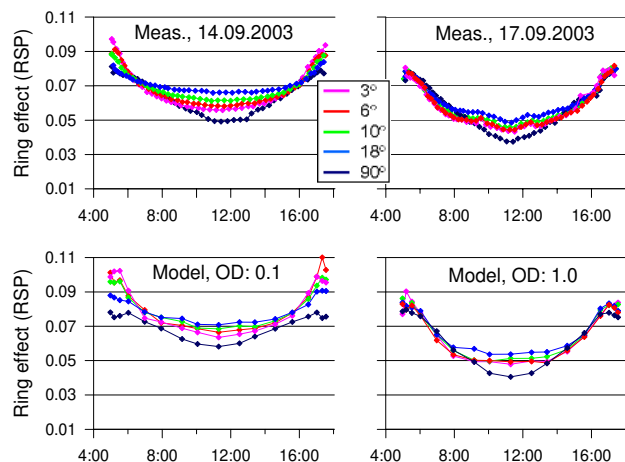 Ring effect (RSP)
0.11
0.09
0.07
0.05
0.03
0.01
Meas., 14.09.2003
4:00 8:00 12:00 16:00
Meas., 17.09.2003
4:00 8:00 12:00 16:00
3°
6°
10°
18°
90°
Ring effect (RSP)
0.11
0.09
0.07
0.05
0.03
0.01
Model, OD: 0.1
4:00 8:00 12:00 16:00
Model, OD: 1.0
4:00 8:00 12:00 16:00